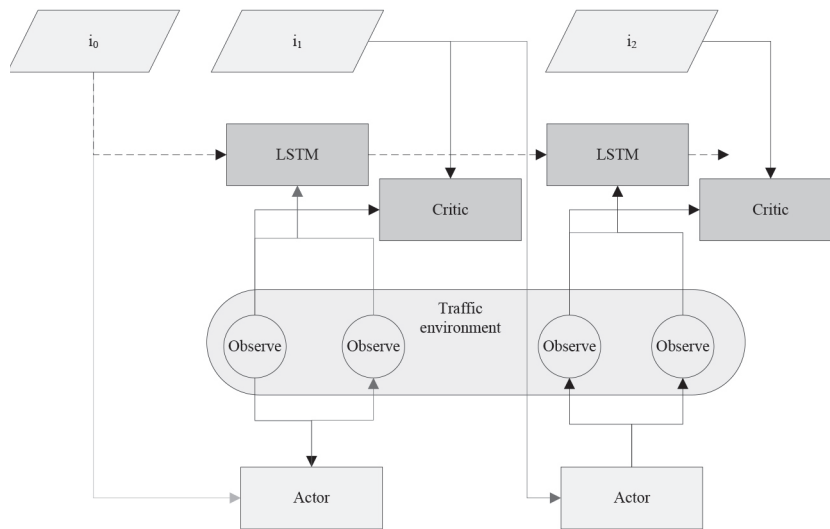 i₀
i₁
i₂
LSTM
LSTM
Critic
Critic
Traffic
environment
Observe
Observe
Observe
Observe
Actor
Actor